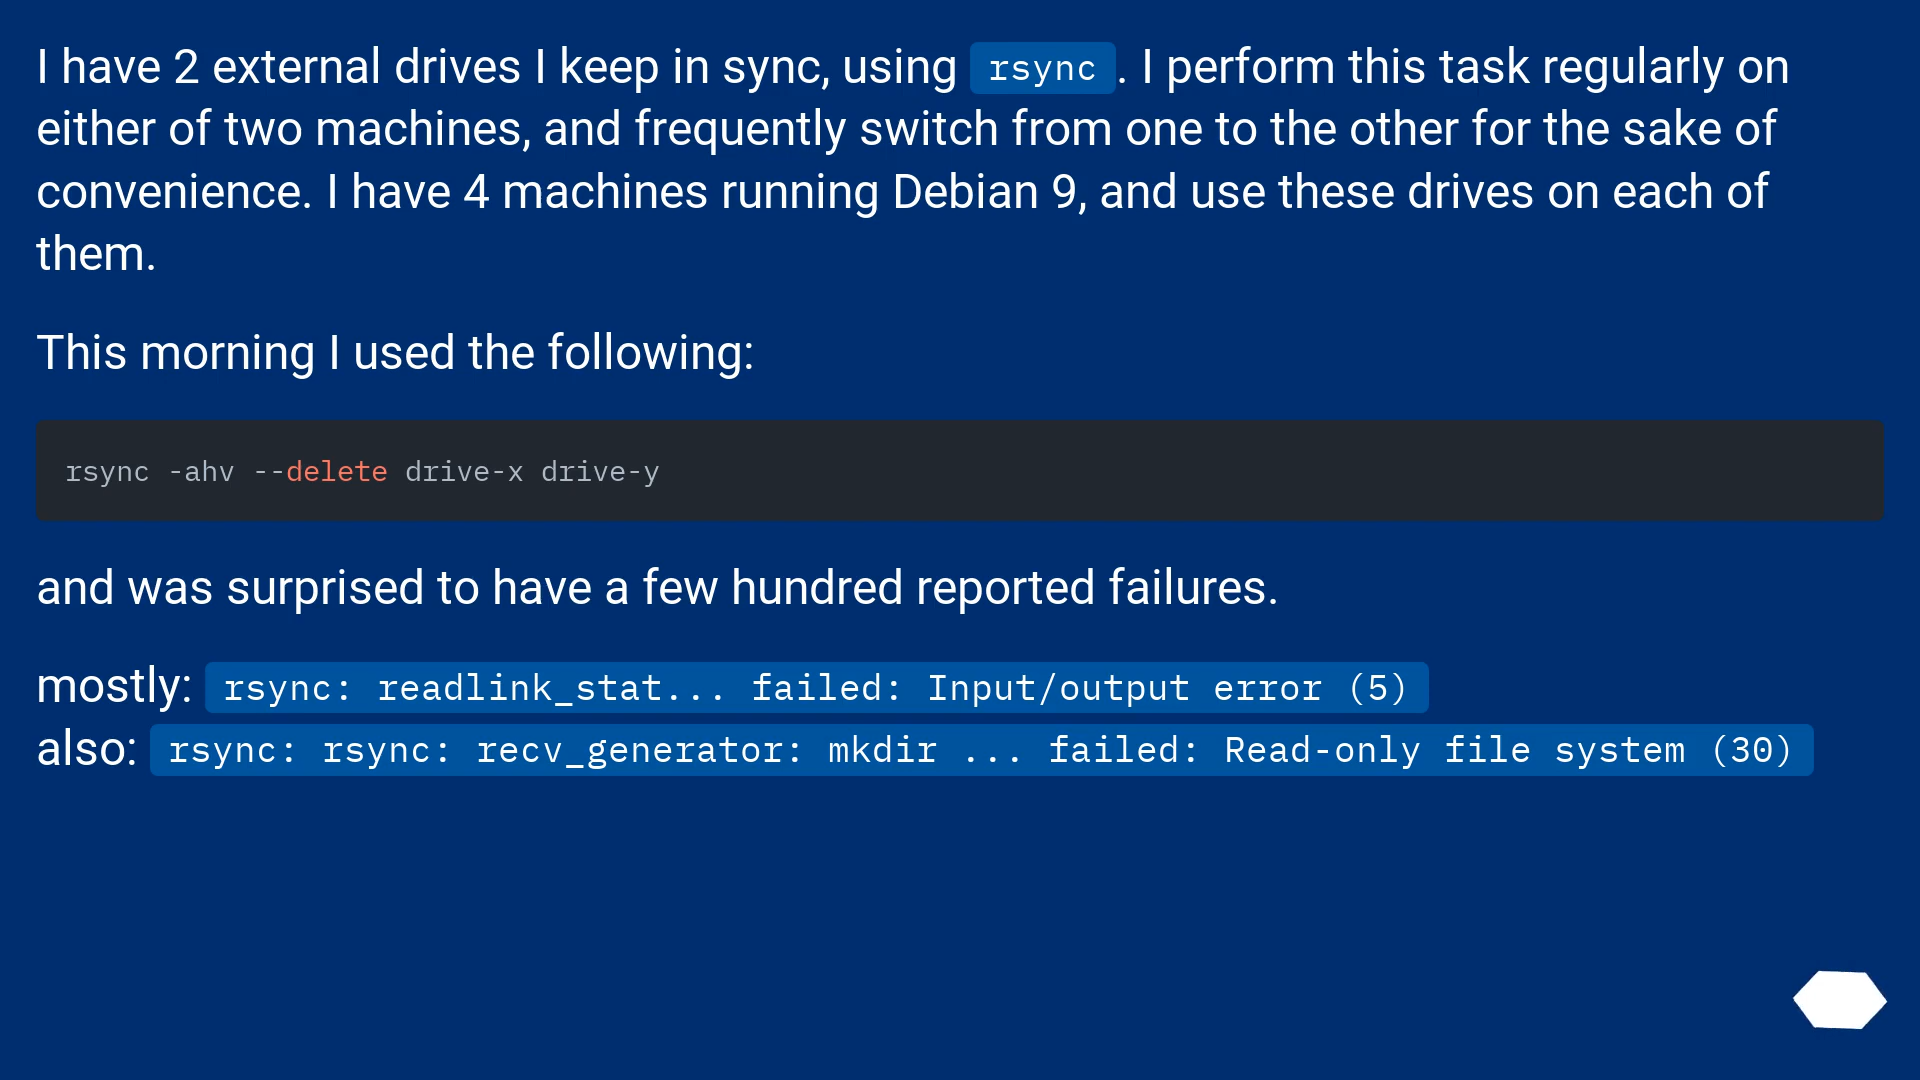 I have 2 external drives I keep in sync, using rsync. I perform this task regularly on
either of two machines, and frequently switch from one to the other for the sake of
convenience. I have 4 machines running Debian 9, and use these drives on each of
them.
This morning I used the following:
rsync -ahv --delete drive-x drive-y
and was surprised to have a few hundred reported failures.
mostly: rsync: readlink_stat... failed: Input/output error (5)
also: rsync: rsync: recv_generator: mkdir ... failed: Read-only file system (30)